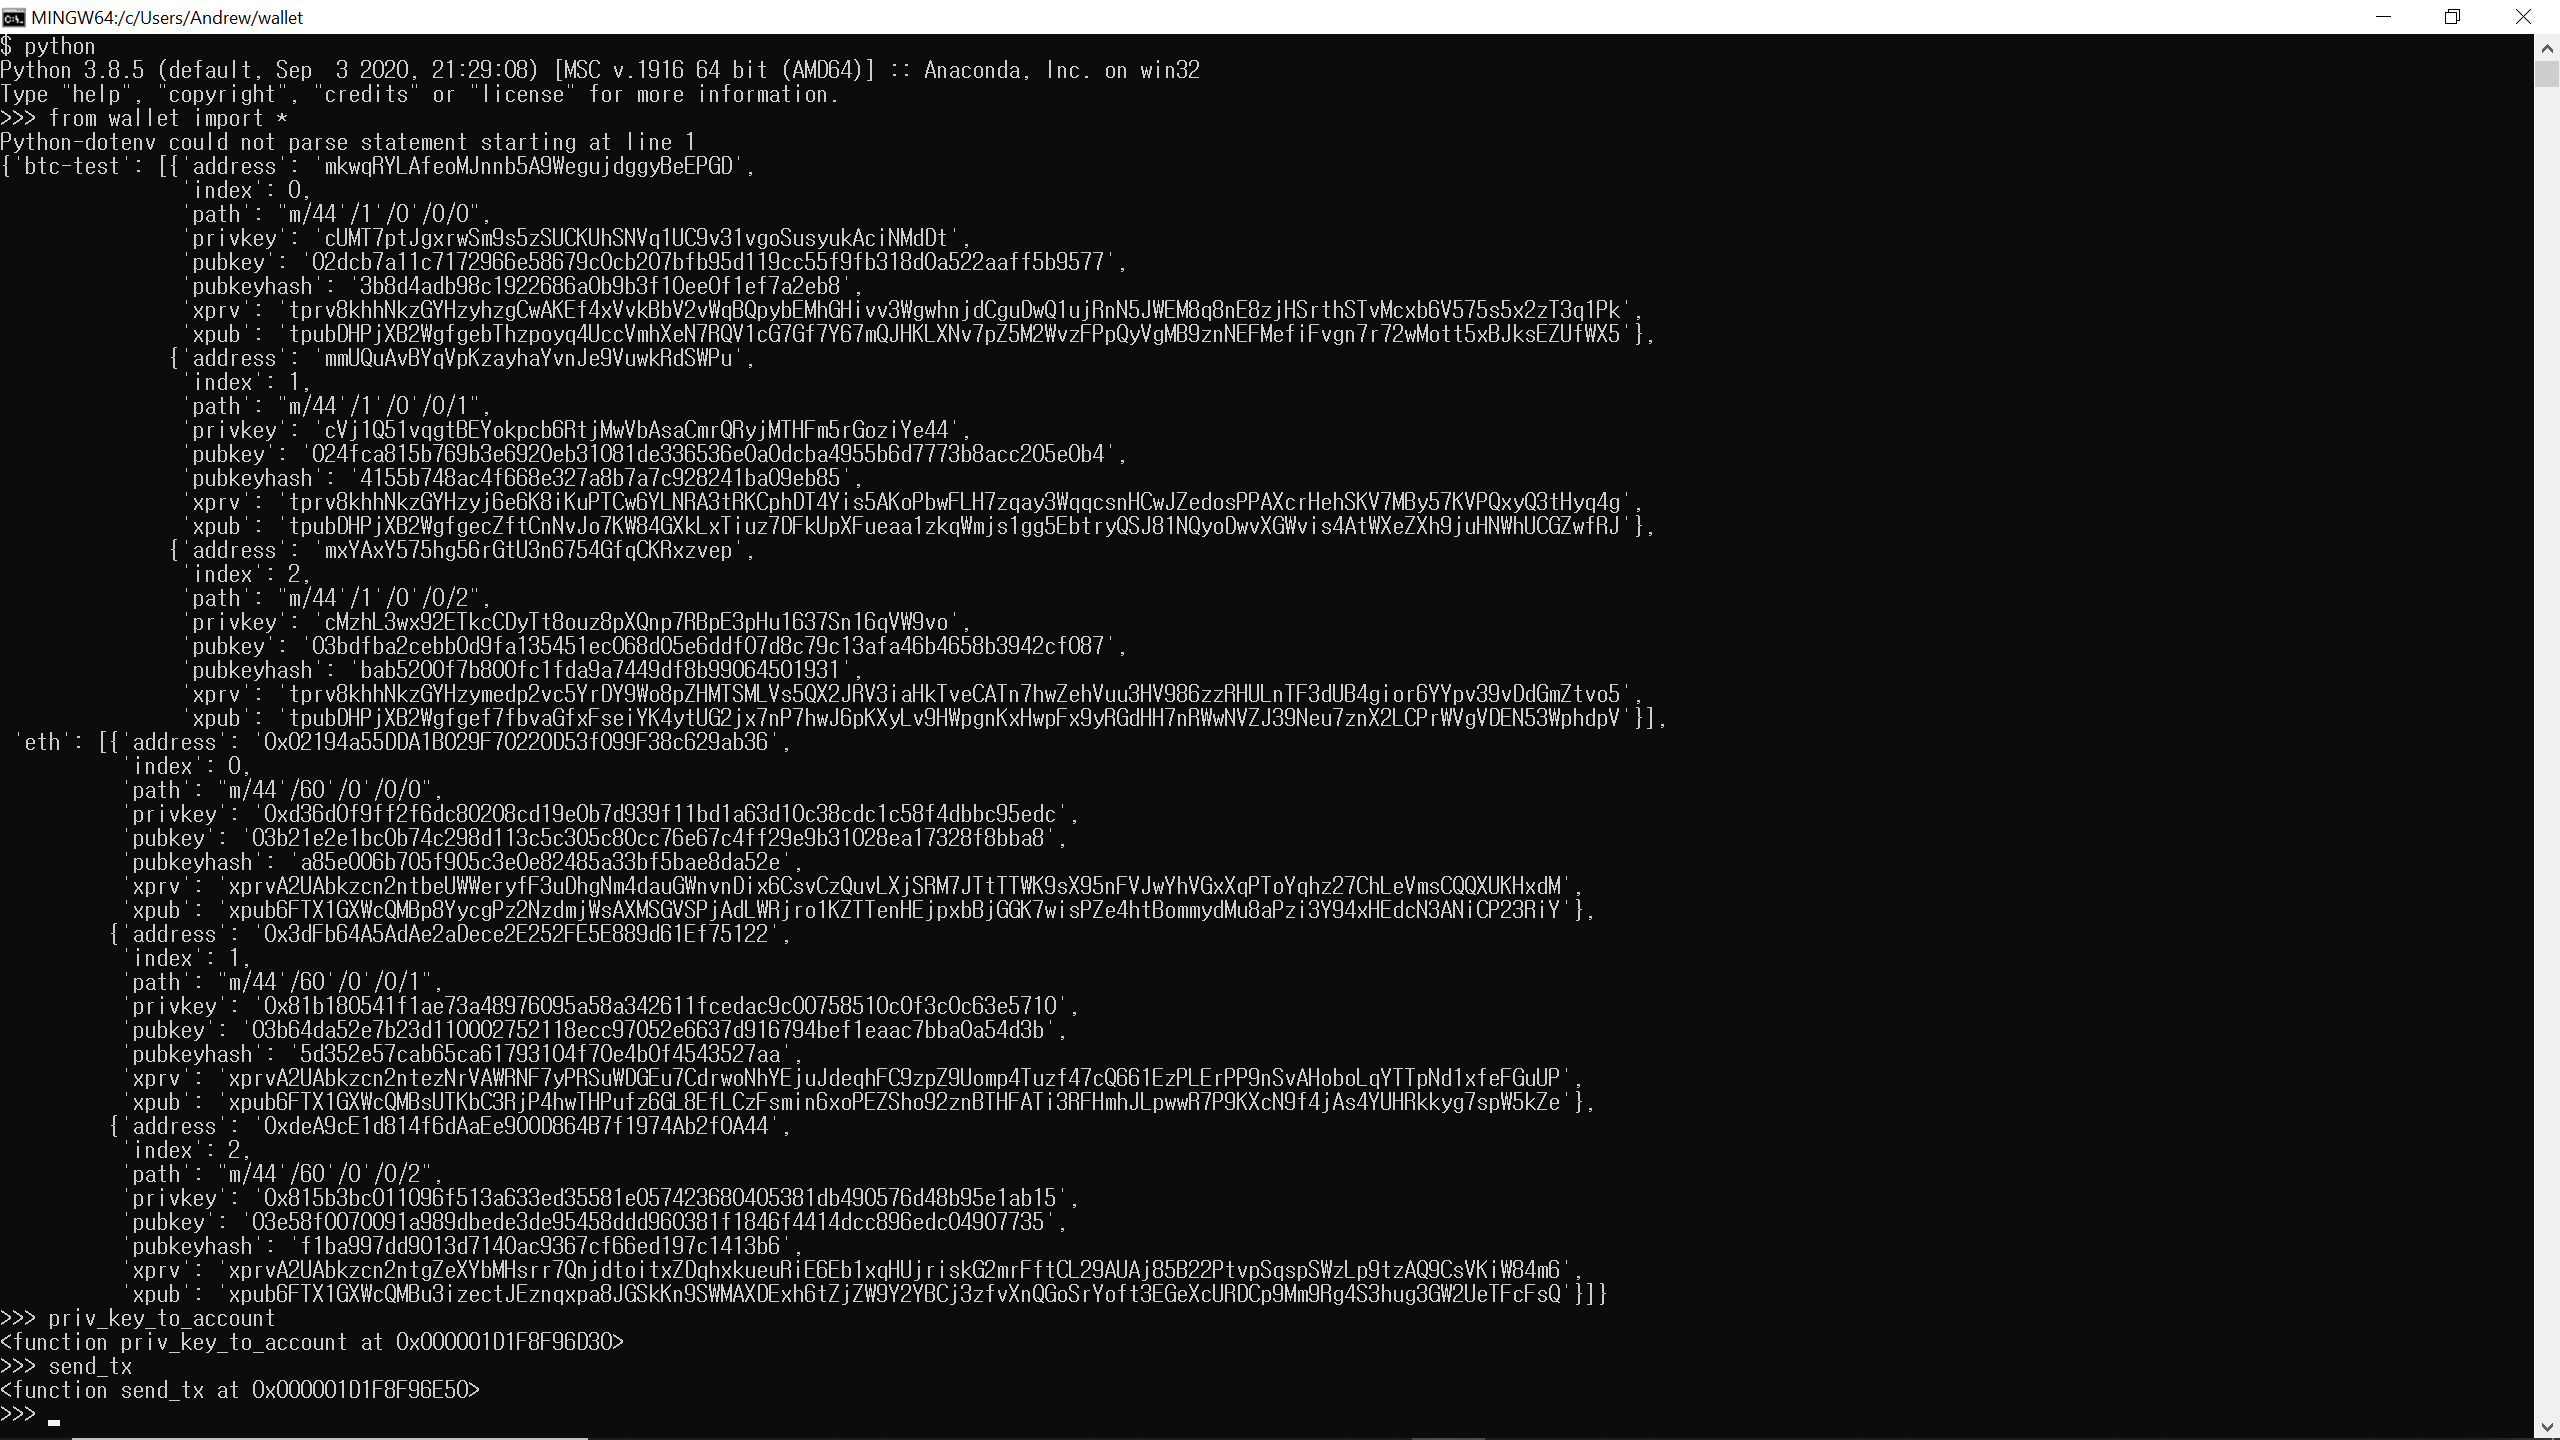 MINGW64:/c/Users/Andrew/wallet
$ python
Python 3.8.5 (default, Sep  3 2020, 21:29:08) [MSC v.1916 64 bit (AMD64)] :: Anaconda, Inc. on win32
Type "help", "copyright", "credits" or "license" for more information.
>>> from wallet import *
Python-dotenv could not parse statement starting at line 1
{'btc-test': [{'address': 'mkwqRYLAfeoMJnnb5A9WegujdggyBeEPGD',
'index': 0,
'path': "m/44'/1'/0'/0/0",
'privkey': 'cUMT7ptJgxrwSm9s5zSUCKUhSNVq1UC9v31vgoSusyukAciNMdDt',
'pubkey': '02dcb7a11c7172966e58679c0cb207bfb95d119cc55f9fb318d0a522aaff5b9577',
'pubkeyhash': '3b8d4adb98c1922686a0b9b3f10ee0f1ef7a2eb8',
'xprv': 'tprv8khhNkzGYHzyhzgCwAKEf4xVvkBbV2vWqBQpybEMhGHivv3WgwhnjdCguDwQ1ujRnN5JWEM8q8nE8zjHSrthSTvMcxb6V575s5x2zT3q1Pk',
'xpub': 'tpubDHPjXB2WgfgebThzpoyq4UccVmhXeN7RQV1cG7Gf7Y67mQJHKLXNv7pZ5M2WvzFPpQyVgMB9znNEFMefiFvgn7r72wMott5xBJksEZUfWX5'},
{'address': 'mmUQuAvBYqVpKzayhaYvnJe9VuwkRdSWPu',
'index': 1,
'path': "m/44'/1'/0'/0/1",
'privkey': 'cVj1Q51vqgtBEYokpcb6RtjMwVbAsaCmrQRyjMTHFm5rGoziYe44',
'pubkey': '024fca815b769b3e6920eb31081de336536e0a0dcba4955b6d7773b8acc205e0b4',
'pubkeyhash': '4155b748ac4f668e327a8b7a7c928241ba09eb85',
'xprv': 'tprv8khhNkzGYHzyj6e6K8iKuPTCw6YLNRA3tRKCphDT4Yis5AKoPbwFLH7zqay3WqqcsnHCwJZedosPPAXcrHehSKV7MBy57KVPQxyQ3tHyq4g',
'xpub': 'tpubDHPjXB2WgfgecZftCnNvJo7KW84GXkLxTiuz7DFkUpXFueaa1zkqWmjs1gg5EbtryQSJ81NQyoDwvXGWvis4AtWXeZXh9juHNWhUCGZwfRJ'},
{'address': 'mxYAxY575hg56rGtU3n6754GfqCKRxzvep',
'index': 2,
'path': "m/44'/1'/0'/0/2",
'privkey': 'cMzhL3wx92ETkcCDyTt8ouz8pXQnp7RBpE3pHu1637Sn16qVW9vo',
'pubkey': '03bdfba2cebb0d9fa135451ec068d05e6ddf07d8c79c13afa46b4658b3942cf087',
'pubkeyhash': 'bab5200f7b800fc1fda9a7449df8b99064501931',
'xprv': 'tprv8khhNkzGYHzymedp2vc5YrDY9Wo8pZHMTSMLVs5QX2JRV3iaHkTveCATn7hwZehVuu3HV986zzRHULnTF3dUB4gior6YYpv39vDdGmZtvo5',
'xpub': 'tpubDHPjXB2Wgfgef7fbvaGfxFseiYK4ytUG2jx7nP7hwJ6pKXyLv9HWpgnKxHwpFx9yRGdHH7nRWwNVZJ39Neu7znX2LCPrWVgVDEN53WphdpV'}],
'eth': [{'address': '0x02194a55DDA1B029F70220D53f099F38c629ab36',
'index': 0,
'path': "m/44'/60'/0'/0/0",
'privkey': '0xd36d0f9ff2f6dc80208cd19e0b7d939f11bd1a63d10c38cdc1c58f4dbbc95edc',
'pubkey': '03b21e2e1bc0b74c298d113c5c305c80cc76e67c4ff29e9b31028ea17328f8bba8',
'pubkeyhash': 'a85e006b705f905c3e0e82485a33bf5bae8da52e',
'xprv': 'xprvA2UAbkzcn2ntbeUWWeryfF3uDhgNm4dauGWnvnDix6CsvCzQuvLXjSRM7JTtTTWK9sX95nFVJwYhVGxXqPToYqhz27ChLeVmsCQQXUKHxdM',
'xpub': 'xpub6FTX1GXWcQMBp8YycgPz2NzdmjWsAXMSGVSPjAdLWRjro1KZTTenHEjpxbBjGGK7wisPZe4htBommydMu8aPzi3Y94xHEdcN3ANiCP23RiY'},
{'address': '0x3dFb64A5AdAe2aDece2E252FE5E889d61Ef75122',
'index': 1,
'path': "m/44'/60'/0'/0/1",
'privkey': '0x81b180541f1ae73a48976095a58a342611fcedac9c00758510c0f3c0c63e5710',
'pubkey': '03b64da52e7b23d110002752118ecc97052e6637d916794bef1eaac7bba0a54d3b',
'pubkeyhash': '5d352e57cab65ca61793104f70e4b0f4543527aa',
'xprv': 'xprvA2UAbkzcn2ntezNrVAWRNF7yPRSuWDGEu7CdrwoNhYEjuJdeqhFC9zpZ9Uomp4Tuzf47cQ661EzPLErPP9nSvAHoboLqYTTpNd1xfeFGuUP',
'xpub': 'xpub6FTX1GXWcQMBsUTKbC3RjP4hwTHPufz6GL8EfLCzFsmin6xoPEZSho92znBTHFATi3RFHmhJLpwwR7P9KXcN9f4jAs4YUHRkkyg7spW5kZe'},
{'address': '0xdeA9cE1d814f6dAaEe900D864B7f1974Ab2f0A44',
'index': 2,
'path': "m/44'/60'/0'/0/2",
'privkey': '0x815b3bc011096f513a633ed35581e057423680405381db490576d48b95e1ab15',
'pubkey': '03e58f0070091a989dbede3de95458ddd960381f1846f4414dcc896edc04907735',
'pubkeyhash': 'f1ba997dd9013d7140ac9367cf66ed197c1413b6',
'xprv': 'xprvA2UAbkzcn2ntgZeXYbMHsrr7QnjdtoitxZDqhxkueuRiE6Eb1xqHUjriskG2mrFftCL29AUAj85B22PtvpSqspSWzLp9tzAQ9CsVKiW84m6',
'xpub': 'xpub6FTX1GXWcQMBu3izectJEznqxpa8JGSkKn9SWMAXDExh6tZjZW9Y2YBCj3zfvXnQGoSrYoft3EGeXcURDCp9Mm9Rg4S3hug3GW2UeTFcFsQ'}]}
>>> priv_key_to_account
<function priv_key_to_account at 0x000001D1F8F96D30>
>>> send_tx
<function send_tx at 0x000001D1F8F96E50>
>>>